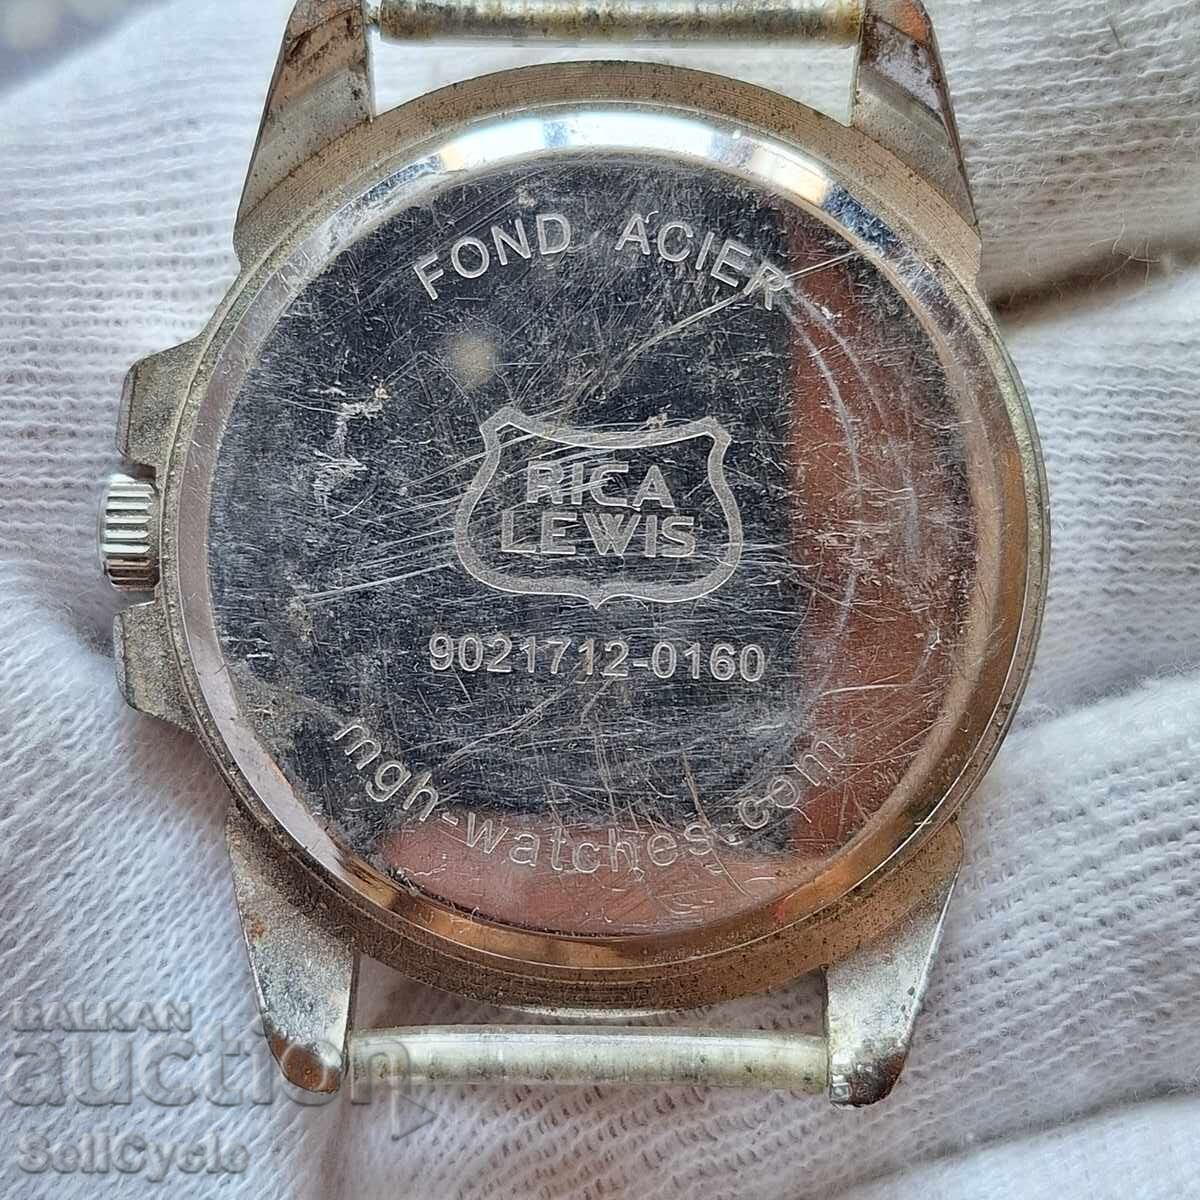 FOND ACIER
RICA
LEWIS
9021712-0160
mgh-watches.com
BALKAN
auction
SellCycle